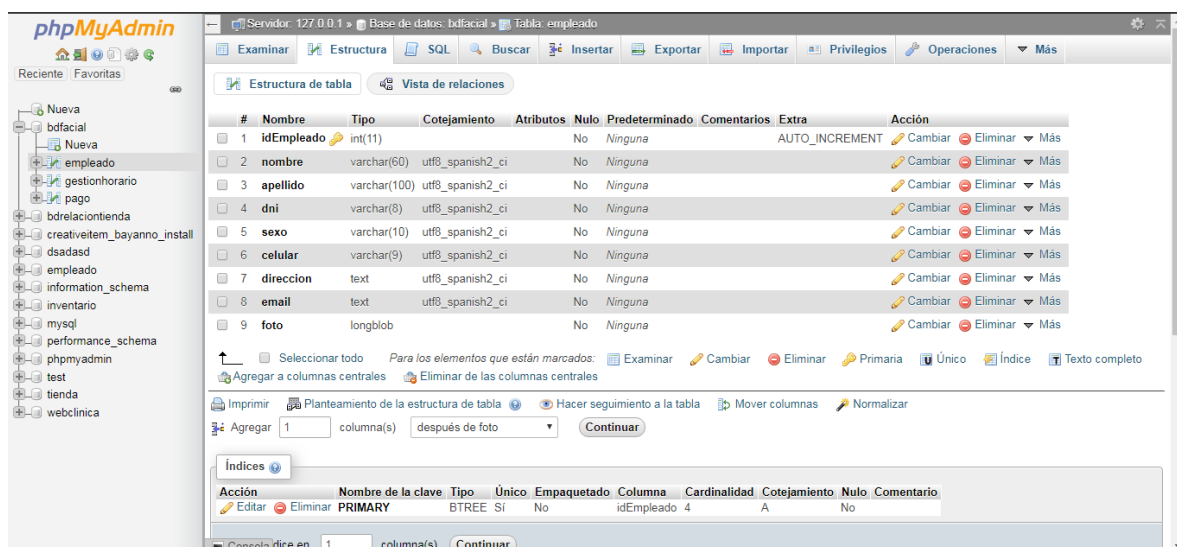 phpMyAdmin
Reciente Favoritas
Nueva
bdfacial
Nueva
empleado
gestionhorario
pago
bdrelaciontienda
creativeitem_bayanno_install
dsadasd
empleado
information_schema
inventario
mysql
performance_schema
phpmyadmin
test
tienda
webclinica
Servidor: 127.0.0.1 » Base de datos: bdfacial » Tabla: empleado
Examinar Estructura SQL Buscar Insertar Exportar Importar Privilegios Operaciones Más
Estructura de tabla Vista de relaciones
# Nombre Tipo Cotejamiento Atributos Nulo Predeterminado Comentarios Extra Acción
1 idEmpleado int(11) No Ninguna AUTO_INCREMENT Cambiar Eliminar Más
2 nombre varchar(60) utf8_spanish2_ci No Ninguna Cambiar Eliminar Más
3 apellido varchar(100) utf8_spanish2_ci No Ninguna Cambiar Eliminar Más
4 dni varchar(8) utf8_spanish2_ci No Ninguna Cambiar Eliminar Más
5 sexo varchar(10) utf8_spanish2_ci No Ninguna Cambiar Eliminar Más
6 celular varchar(9) utf8_spanish2_ci No Ninguna Cambiar Eliminar Más
7 direccion text utf8_spanish2_ci No Ninguna Cambiar Eliminar Más
8 email text utf8_spanish2_ci No Ninguna Cambiar Eliminar Más
9 foto longblob No Ninguna Cambiar Eliminar Más
Seleccionar todo Para los elementos que están marcados: Examinar Cambiar Eliminar Primaria Único Índice Texto completo
Agregar a columnas centrales Eliminar de las columnas centrales
Imprimir Planteamiento de la estructura de tabla Hacer seguimiento a la tabla Mover columnas Normalizar
Agregar 1 columna(s) después de foto Continuar
Índices
Acción Nombre de la clave Tipo Único Empaquetado Columna Cardinalidad Cotejamiento Nulo Comentario
Editar Eliminar PRIMARY BTREE Sí No idEmpleado 4 A No
Consola dice en 1 columna(s) Continuar